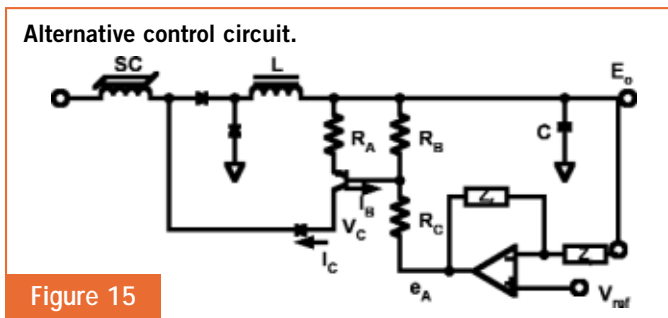 Alternative control circuit.
SC
L
E_o
R_A
R_B
C
I_B
V_C
R_C
I_C
e_A
V_ref
Figure 15